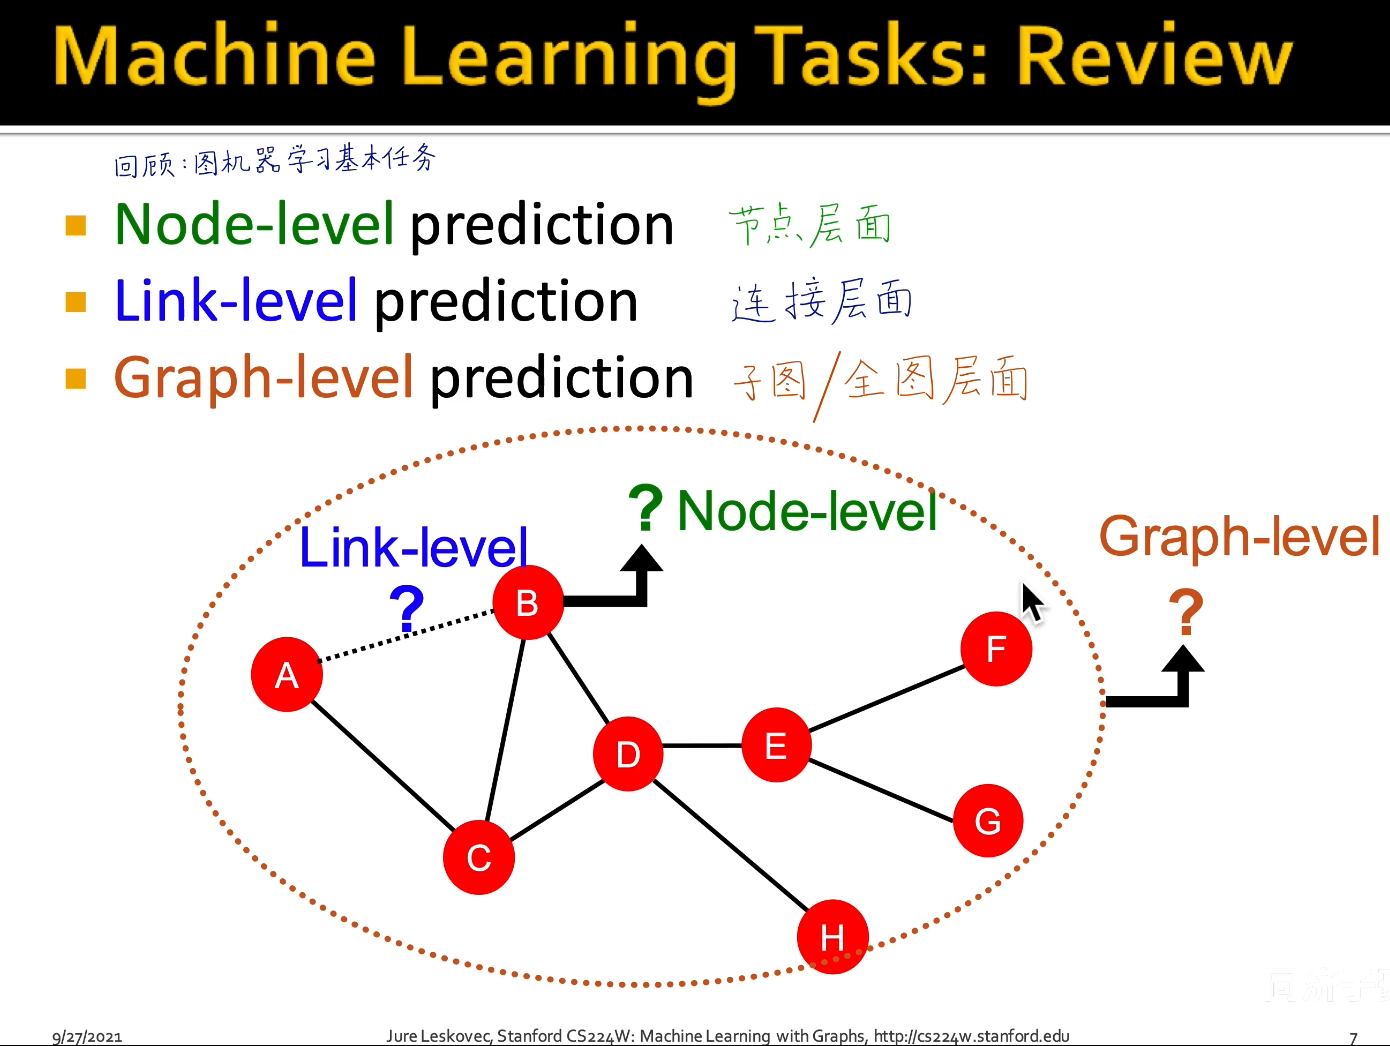 Machine Learning Tasks: Review
回顾:图机器学习基本任务
Node-level prediction 节点层面
Link-level prediction 连接层面
Graph-level prediction 子图/全图层面
? Node-level
Link-level
?
Graph-level
?
B
A
F
D
E
G
C
H
9/27/2021
Jure Leskovec, Stanford CS224W: Machine Learning with Graphs, http://cs224w.stanford.edu
7